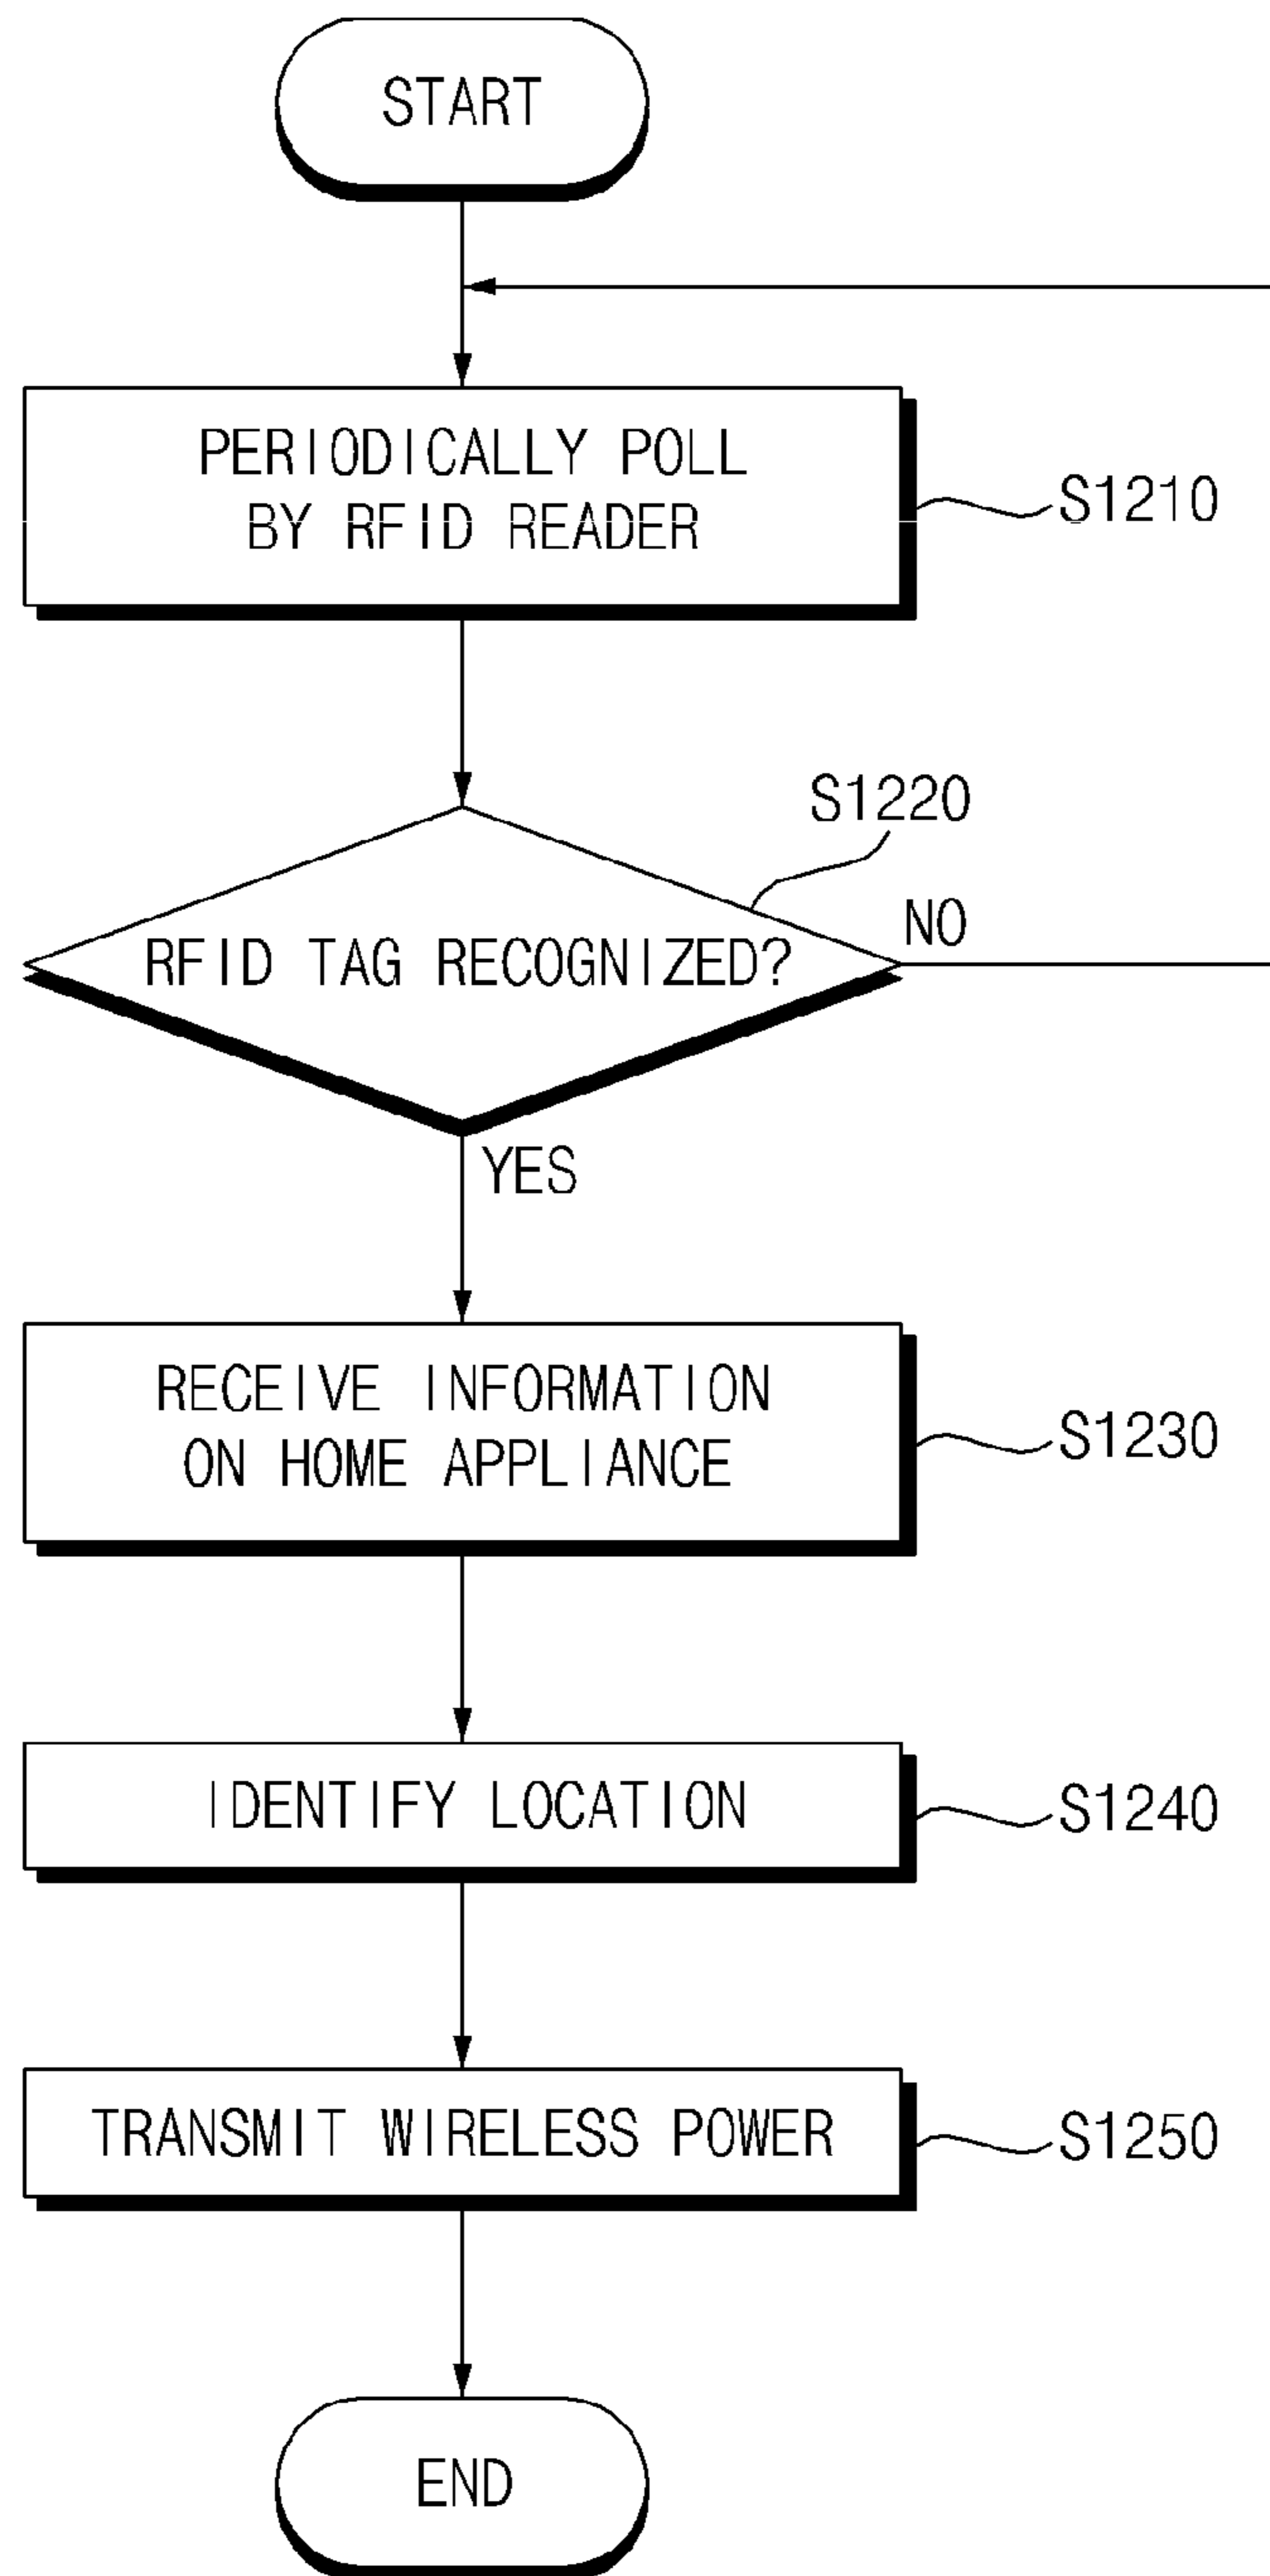 START
PERIODICALLY POLL
BY RFID READER
S1210
S1220
RFID TAG RECOGNIZED?
NO
YES
RECEIVE INFORMATION
ON HOME APPLIANCE
S1230
IDENTIFY LOCATION
S1240
TRANSMIT WIRELESS POWER
S1250
END